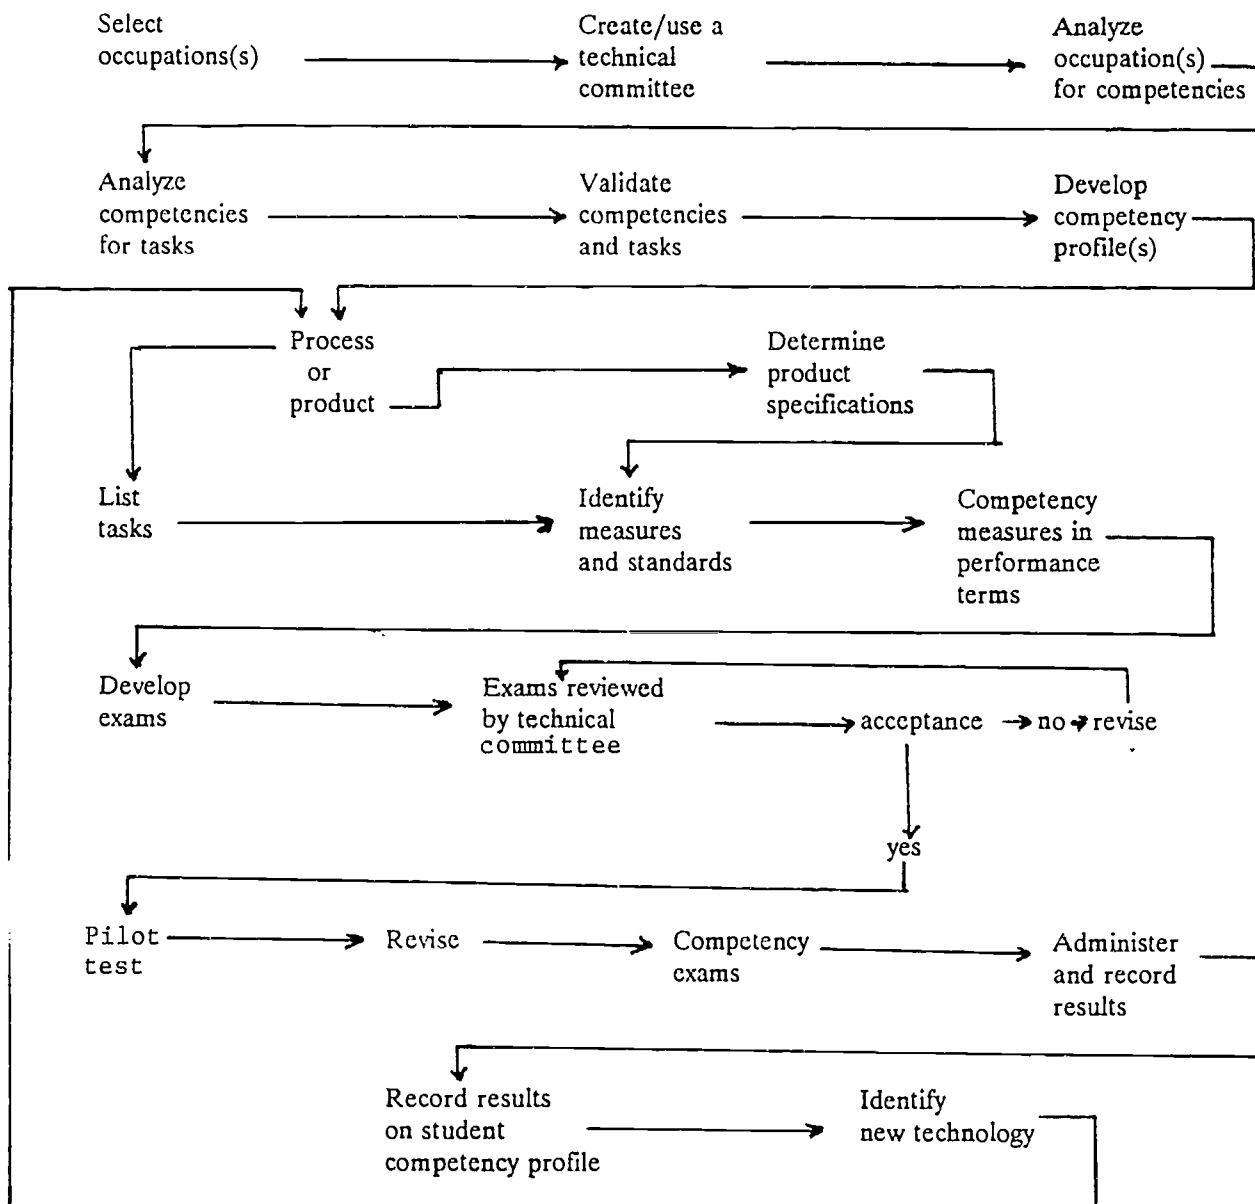 Select
occupations(s)
Create/use a
technical
committee
Analyze
occupation(s)
for competencies
Analyze
competencies
for tasks
Validate
competencies
and tasks
Develop
competency
profile(s)
Process
or
product
Determine
product
specifications
List
tasks
Identify
measures
and standards
Competency
measures in
performance
terms
Develop
exams
Exams reviewed
by technical
committee
acceptance
no
revise
yes
Pilot
test
Revise
Competency
exams
Administer
and record
results
Record results
on student
competency profile
Identify
new technology